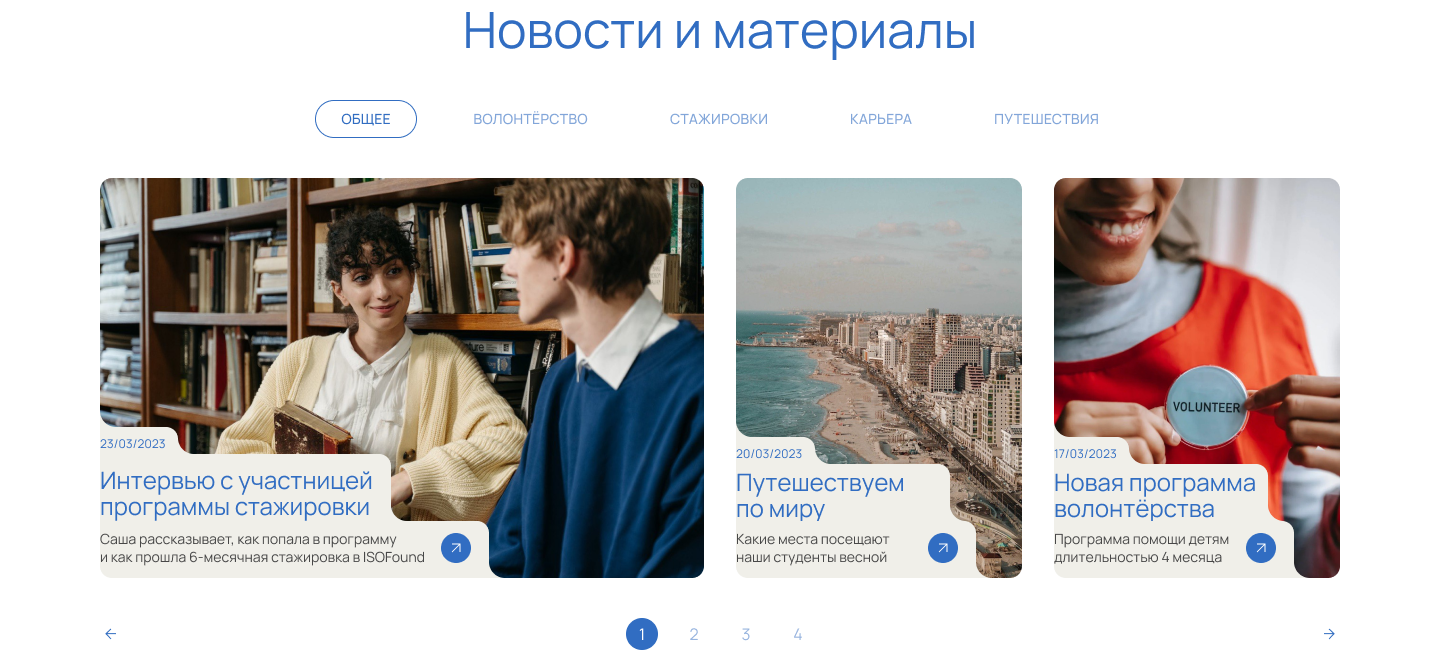 Новости и материалы
ОБЩЕЕ
ВОЛОНТЁРСТВО
СТАЖИРОВКИ
КАРЬЕРА
ПУТЕШЕСТВИЯ
23/03/2023
Интервью с участницей
программы стажировки
Саша рассказывает, как попала в программу
и как прошла 6-месячная стажировка в ISOFound
20/03/2023
Путешествуем
по миру
Какие места посещают
наши студенты весной
VOLUNTEER
17/03/2023
Новая программа
волонтёрства
Программа помощи детям
длительностью 4 месяца
← 1 2 3 4 →